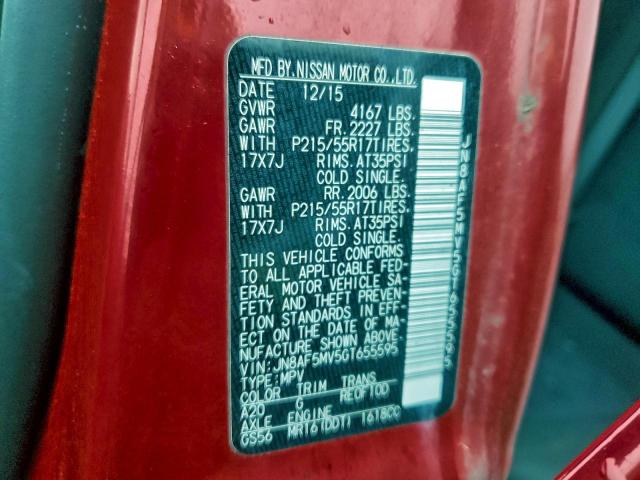 MFD BY. NISSAN MOTOR CO., LTD.
DATE 12/15
GVWR 4167 LBS.
GAWR FR. 2227 LBS.
WITH P215/55R17TIRES.
17X7J RIMS. AT35PSI
COLD SINGLE.
GAWR RR. 2006 LBS.
WITH P215/55R17TIRES.
17X7J RIMS. AT35PSI
COLD SINGLE.
THIS VEHICLE CONFORMS
TO ALL APPLICABLE FED-
ERAL MOTOR VEHICLE SA-
FETY AND THEFT PREVEN-
TION STANDARDS IN EFF-
ECT ON THE DATE OF MA-
NUFACTURE SHOWN ABOVE.
VIN: JN8AF5MV5GT655595
TYPE: MPV
COLOR TRIM TRANS
A20 G RE0F10D
AXLE ENGINE
GS56 MR16(DDT) 1618CC
JN8AF5MV5GT655595